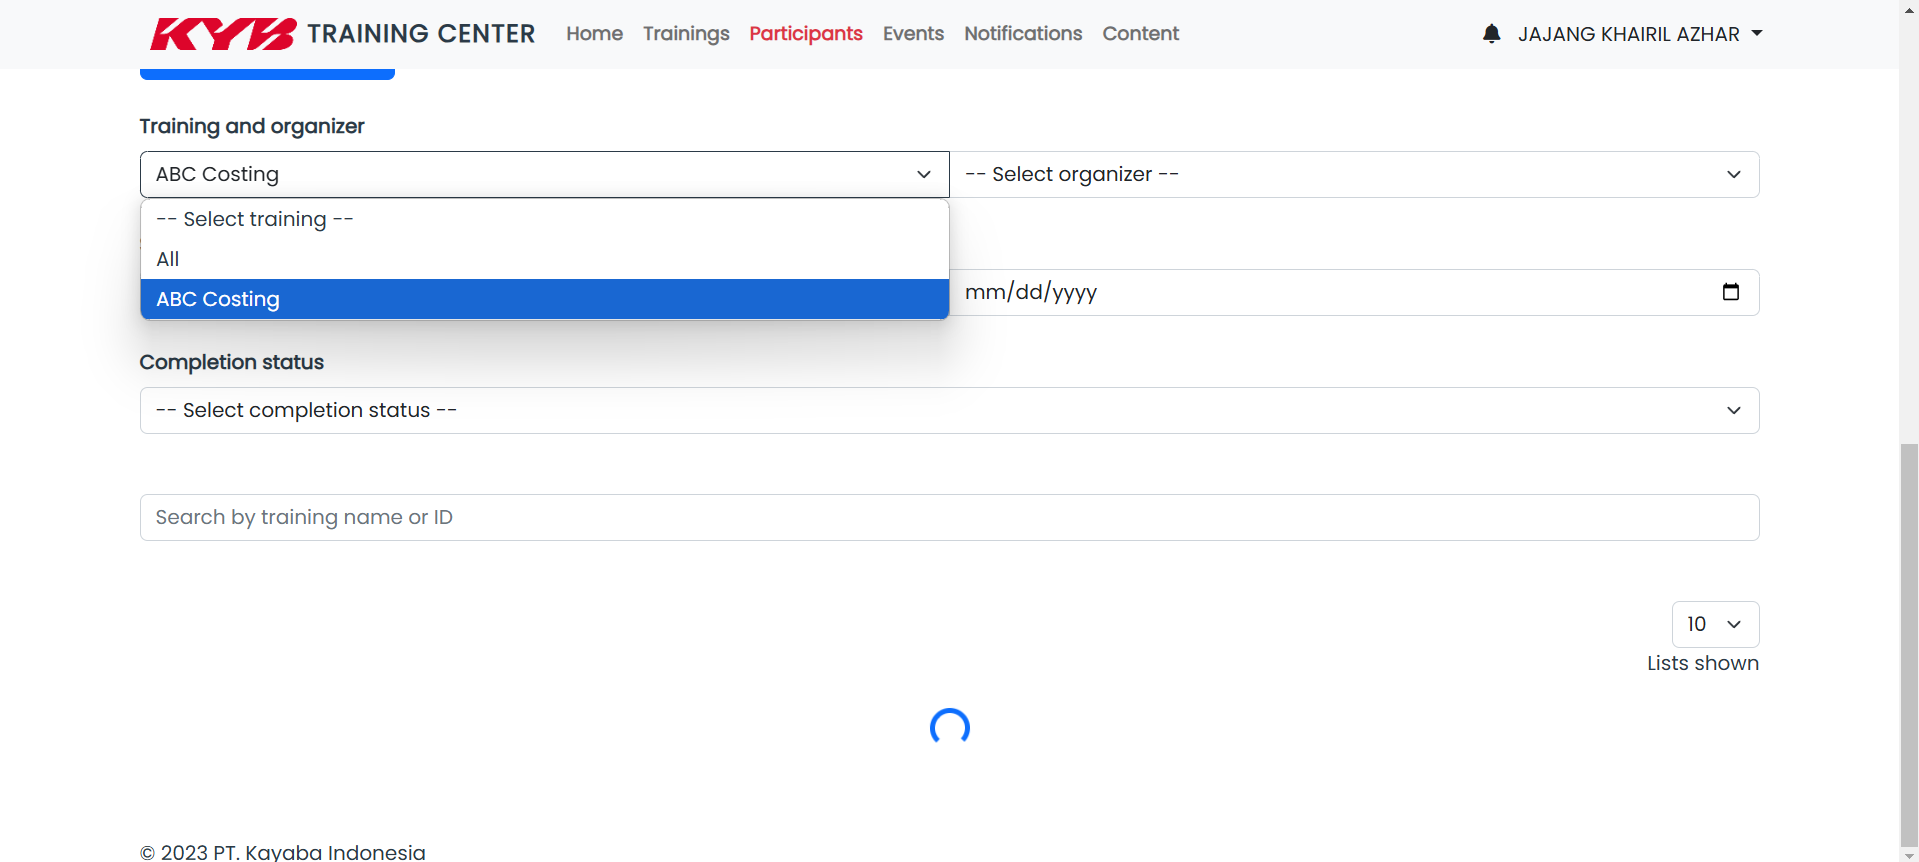 KYB TRAINING CENTER Home Trainings Participants Events Notifications Content JAJANG KHAIRIL AZHAR
Training and organizer
ABC Costing -- Select organizer --
-- Select training --
All
ABC Costing
mm/dd/yyyy
Completion status
-- Select completion status --
Search by training name or ID
10
Lists shown
© 2023 PT. Kayaba Indonesia